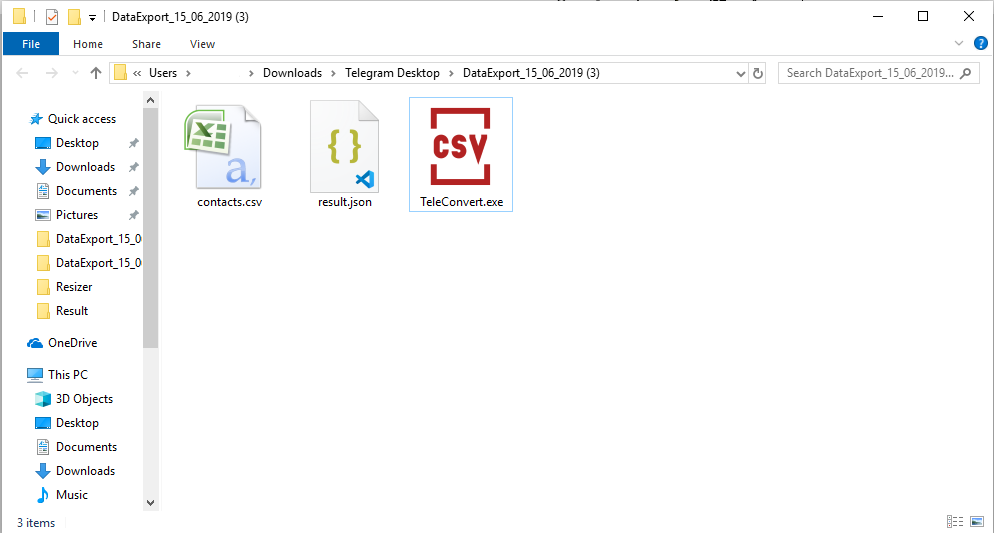 DataExport_15_06_2019 (3)
File Home Share View
« Users > > Downloads > Telegram Desktop > DataExport_15_06_2019 (3)
Search DataExport_15_06_2019...
Quick access
Desktop
Downloads
Documents
Pictures
DataExport_15_0
DataExport_15_0
Resizer
Result
OneDrive
This PC
3D Objects
Desktop
Documents
Downloads
Music
a,
{ }
CSV
contacts.csv
result.json
TeleConvert.exe
3 items